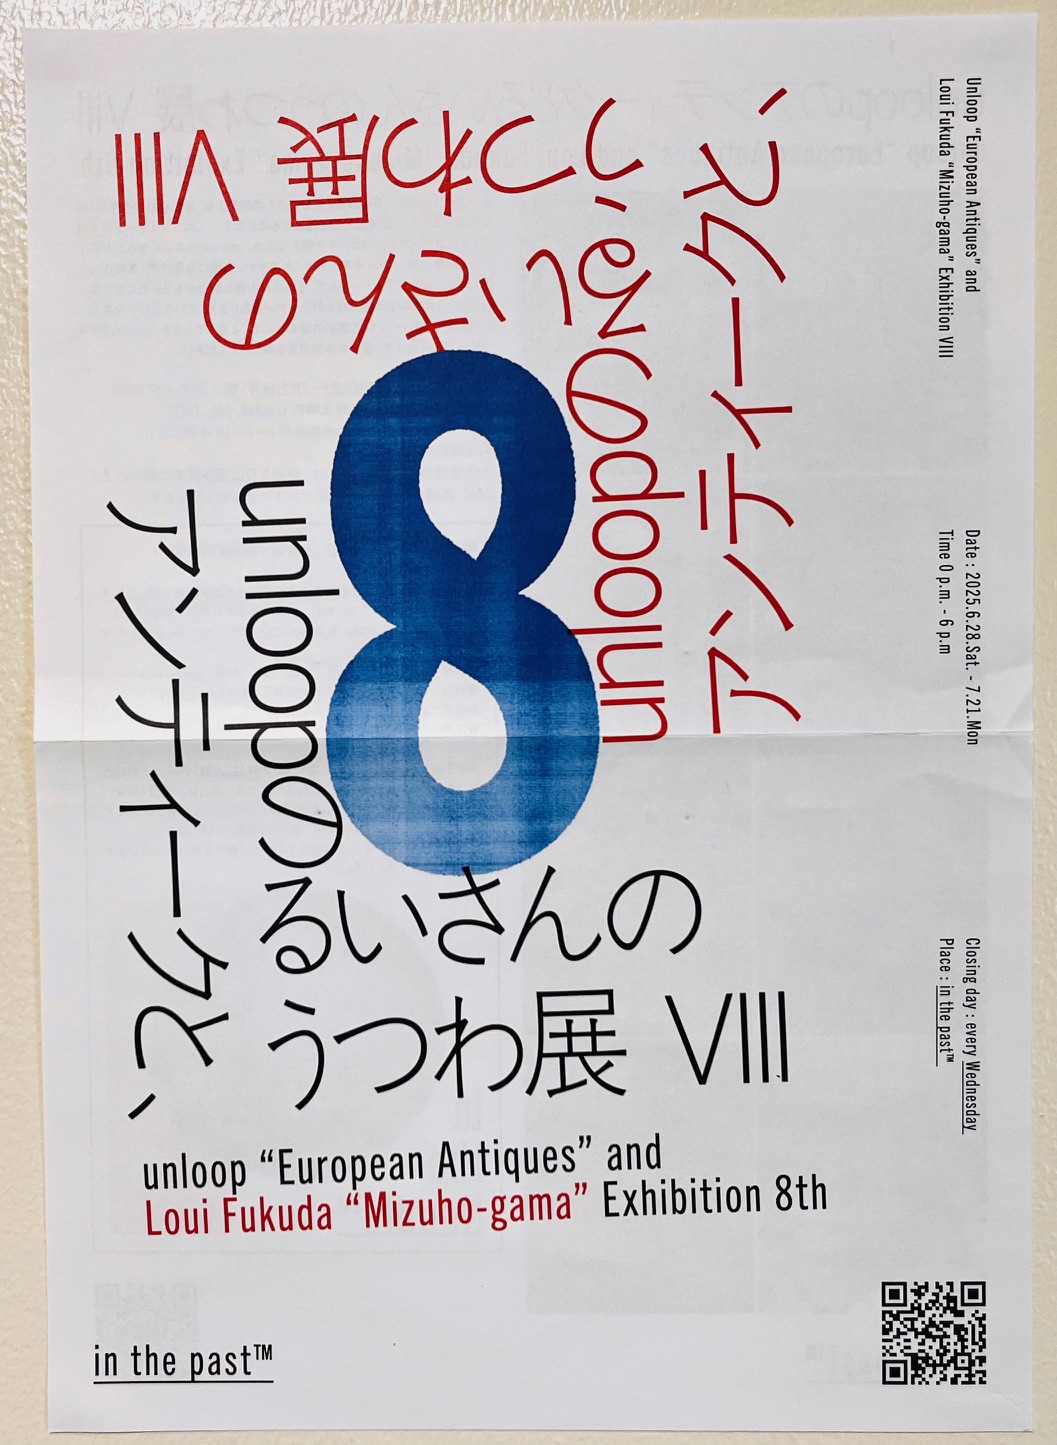 Unloop “European Antiques” and
Loui Fukuda “Mizuho-gama” Exhibition VIII
Date : 2025.6.28.Sat. - 7.21.Mon
Time 0 p.m. - 6 p.m
Closing day : every Wednesday
Place : in the past™
unloopの
アンティークと、
るいさんの
うつわ展 VIII
8
unloopの
アンティークと、
るいさんの
うつわ展 VIII
unloop “European Antiques” and
Loui Fukuda “Mizuho-gama” Exhibition 8th
in the past™